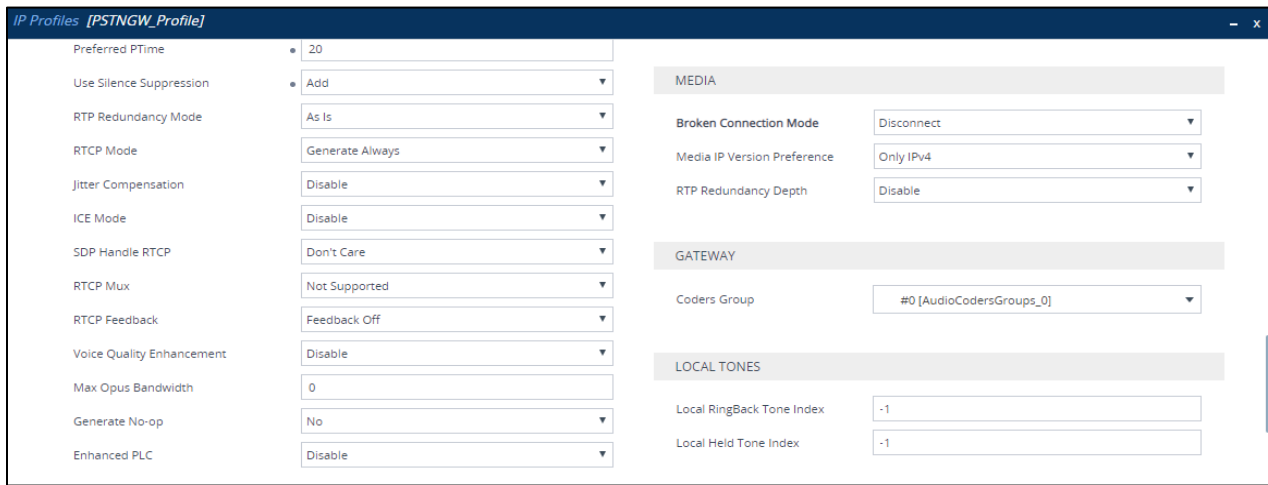 IP Profiles [PSTNGW_Profile]
– x
Preferred PTime 20
Use Silence Suppression Add
RTP Redundancy Mode As Is
RTCP Mode Generate Always
Jitter Compensation Disable
ICE Mode Disable
SDP Handle RTCP Don't Care
RTCP Mux Not Supported
RTCP Feedback Feedback Off
Voice Quality Enhancement Disable
Max Opus Bandwidth 0
Generate No-op No
Enhanced PLC Disable
MEDIA
Broken Connection Mode Disconnect
Media IP Version Preference Only IPv4
RTP Redundancy Depth Disable
GATEWAY
Coders Group #0 [AudioCodersGroups_0]
LOCAL TONES
Local RingBack Tone Index -1
Local Held Tone Index -1